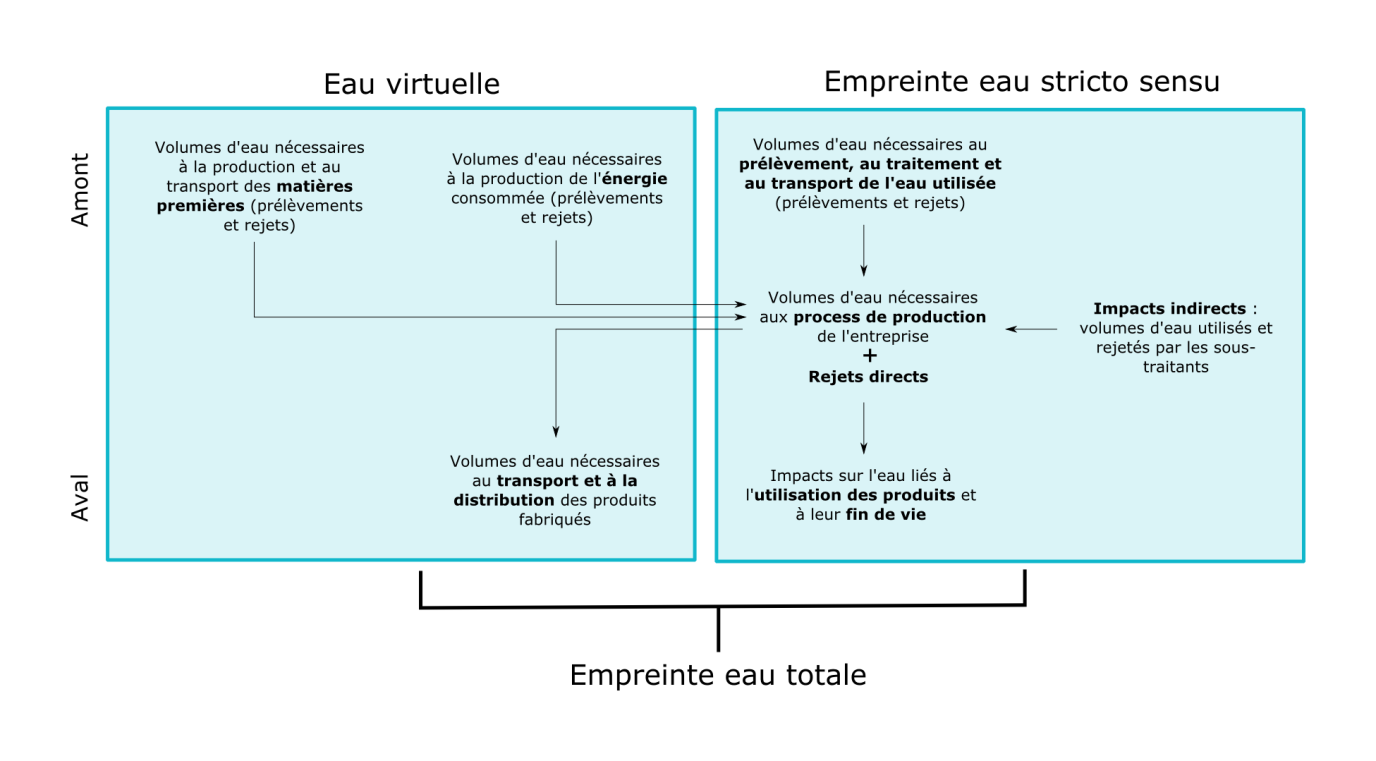 Eau virtuelle
Empreinte eau stricto sensu
Amont
Aval
Volumes d'eau nécessaires
à la production et au
transport des matières
premières (prélèvements
et rejets)
Volumes d'eau nécessaires
à la production de l'énergie
consommée (prélèvements
et rejets)
Volumes d'eau nécessaires au
prélèvement, au traitement et
au transport de l'eau utilisée
(prélèvements et rejets)
Volumes d'eau nécessaires
aux process de production
de l'entreprise
+
Rejets directs
Impacts indirects :
volumes d'eau utilisés et
rejetés par les sous-
traitants
Volumes d'eau nécessaires
au transport et à la
distribution des produits
fabriqués
Impacts sur l'eau liés à
l'utilisation des produits et
à leur fin de vie
Empreinte eau totale